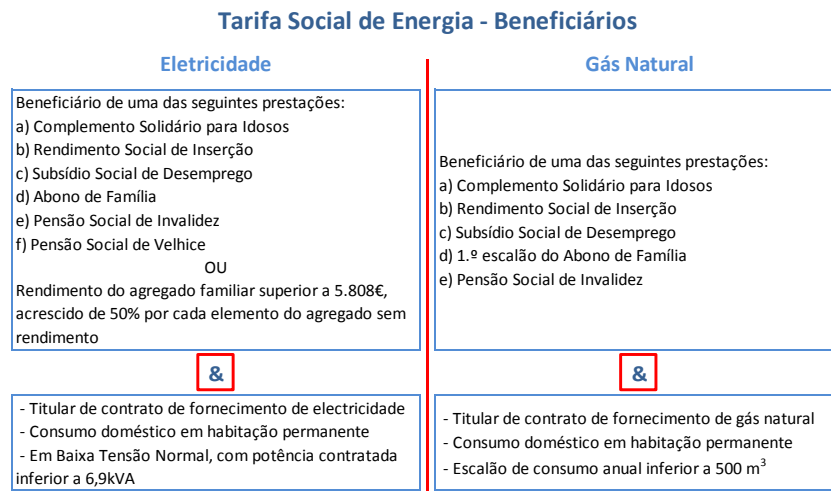 Tarifa Social de Energia - Beneficiários
Eletricidade
Beneficiário de uma das seguintes prestações:
a) Complemento Solidário para Idosos
b) Rendimento Social de Inserção
c) Subsídio Social de Desemprego
d) Abono de Família
e) Pensão Social de Invalidez
f) Pensão Social de Velhice
OU
Rendimento do agregado familiar superior a 5.808€,
acrescido de 50% por cada elemento do agregado sem
rendimento
&
- Titular de contrato de fornecimento de electricidade
- Consumo doméstico em habitação permanente
- Em Baixa Tensão Normal, com potência contratada
inferior a 6,9kVA
Gás Natural
Beneficiário de uma das seguintes prestações:
a) Complemento Solidário para Idosos
b) Rendimento Social de Inserção
c) Subsídio Social de Desemprego
d) 1.º escalão do Abono de Família
e) Pensão Social de Invalidez
&
- Titular de contrato de fornecimento de gás natural
- Consumo doméstico em habitação permanente
- Escalão de consumo anual inferior a 500 m³